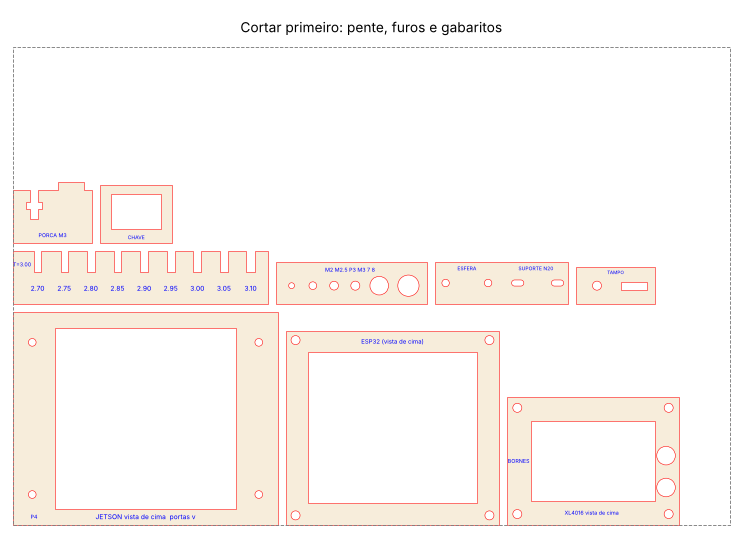 Cortar primeiro: pente, furos e gabaritos
PORCA M3
CHAVE
T=3.00
2.70 2.75 2.80 2.85 2.90 2.95 3.00 3.05 3.10
M2 M2.5 P3 M3 7 8
ESFERA
SUPORTE N20
TAMPO
P4
JETSON vista de cima portas v
ESP32 (vista de cima)
BORNES
XL4016 vista de cima